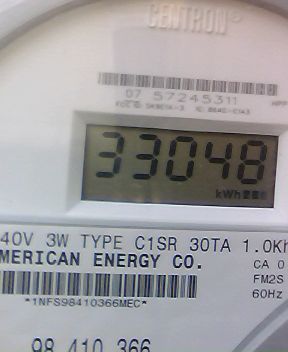 CENTRON®
07 57245311
33048
kWh
40V 3W TYPE C1SR 30TA 1.0Kh
MERICAN ENERGY CO.
CA 0
FM2S
*1NFS98410366MEC*
60Hz
98 410 366